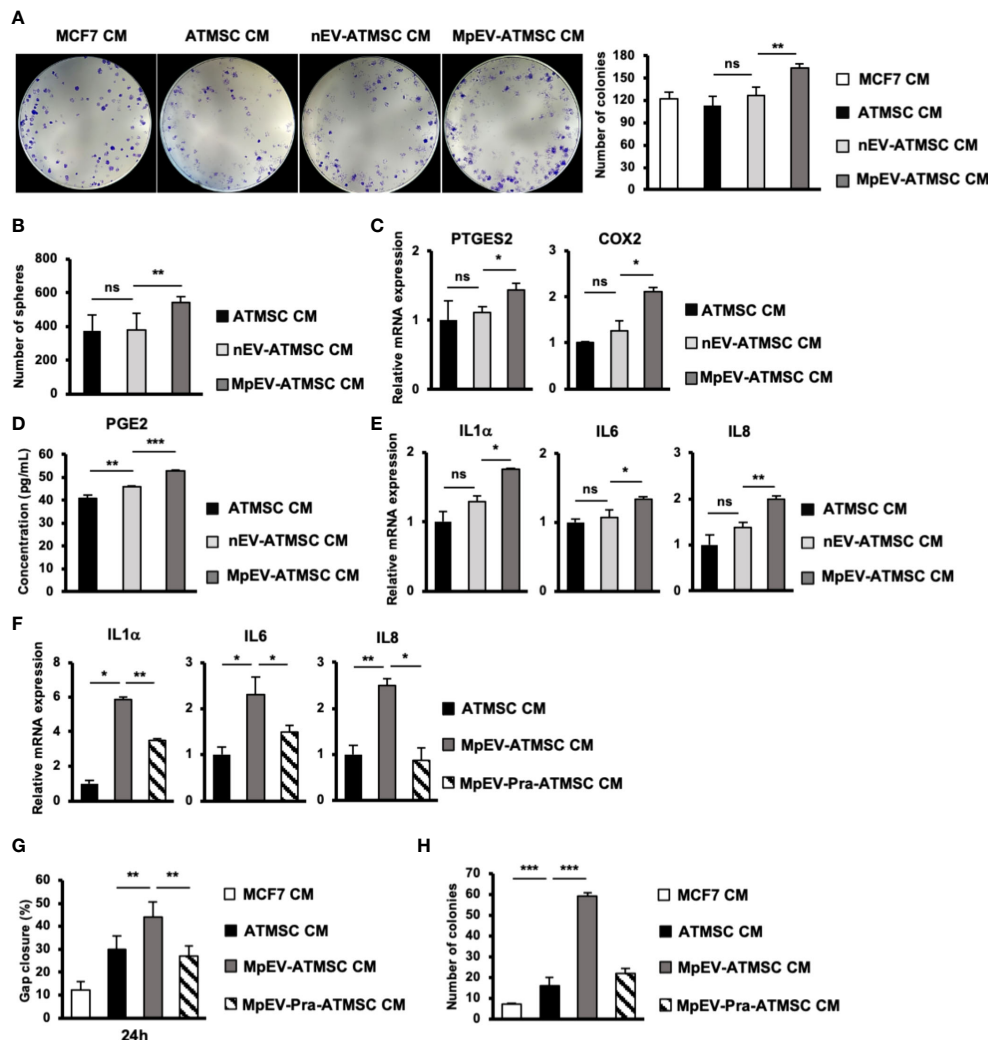 A
MCF7 CM
ATMSC CM
nEV-ATMSC CM
MpEV-ATMSC CM
Number of colonies
180
150
120
90
60
30
0
ns
**
MCF7 CM
ATMSC CM
nEV-ATMSC CM
MpEV-ATMSC CM
B
Number of spheres
800
600
400
200
0
ns
**
ATMSC CM
nEV-ATMSC CM
MpEV-ATMSC CM
C
Relative mRNA expression
PTGES2
2
1
0
ns
*
COX2
3
2
1
0
ns
*
ATMSC CM
nEV-ATMSC CM
MpEV-ATMSC CM
D
PGE2
Concentration (pg/mL)
60
50
40
30
20
10
0
**
***
ATMSC CM
nEV-ATMSC CM
MpEV-ATMSC CM
E
Relative mRNA expression
IL1α
2
1
0
ns
*
IL6
2
1
0
ns
*
IL8
3
2
1
0
ns
**
ATMSC CM
nEV-ATMSC CM
MpEV-ATMSC CM
F
Relative mRNA expression
IL1α
8
6
4
2
0
*
**
IL6
3
2
1
0
*
*
IL8
3
2
1
0
**
*
ATMSC CM
MpEV-ATMSC CM
MpEV-Pra-ATMSC CM
G
Gap closure (%)
60
50
40
30
20
10
0
**
**
24h
MCF7 CM
ATMSC CM
MpEV-ATMSC CM
MpEV-Pra-ATMSC CM
H
Number of colonies
70
60
50
40
30
20
10
0
***
***
MCF7 CM
ATMSC CM
MpEV-ATMSC CM
MpEV-Pra-ATMSC CM